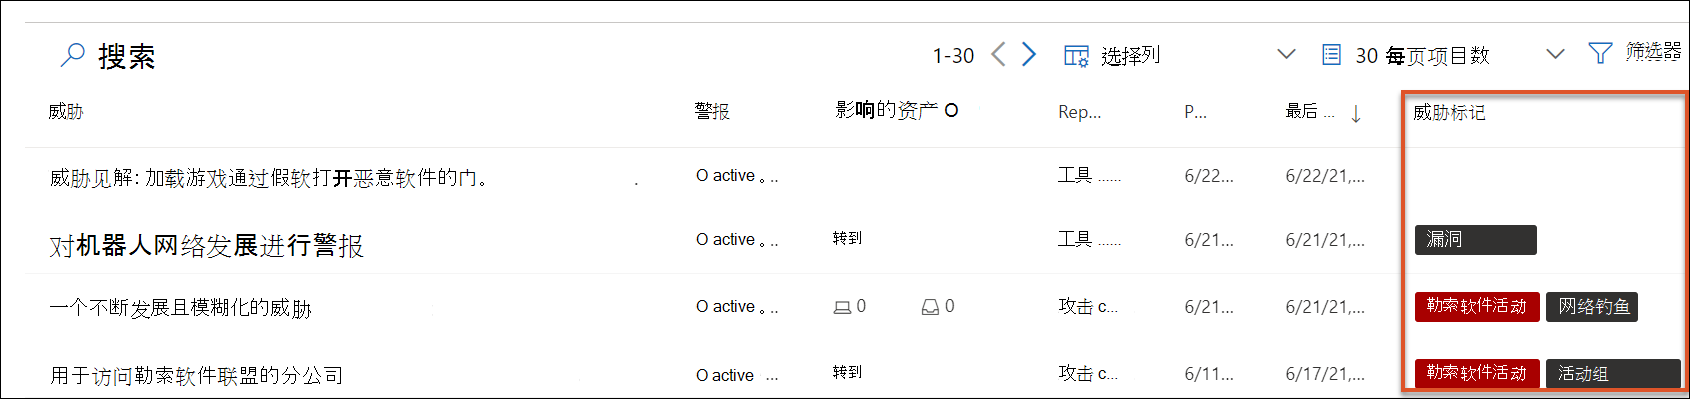 搜索 1-30 选择列 30 每页项目数 筛选器
威胁 警报 影响的资产 O Rep... P... 最后 ... ↓ 威胁标记
威胁见解: 加载游戏通过假软打开恶意软件的门。 O active 。.. 工具 ...... 6/22... 6/22/21,...
对机器人网络发展进行警报 O active 。.. 转到 工具 ...... 6/21... 6/21/21,... 漏洞
一个不断发展且模糊化的威胁 O active 。.. 0 0 攻击 c... 6/21... 6/21/21,... 勒索软件活动 网络钓鱼
用于访问勒索软件联盟的分公司 O active ... 转到 攻击 c... 6/11... 6/17/21,... 勒索软件活动 活动组